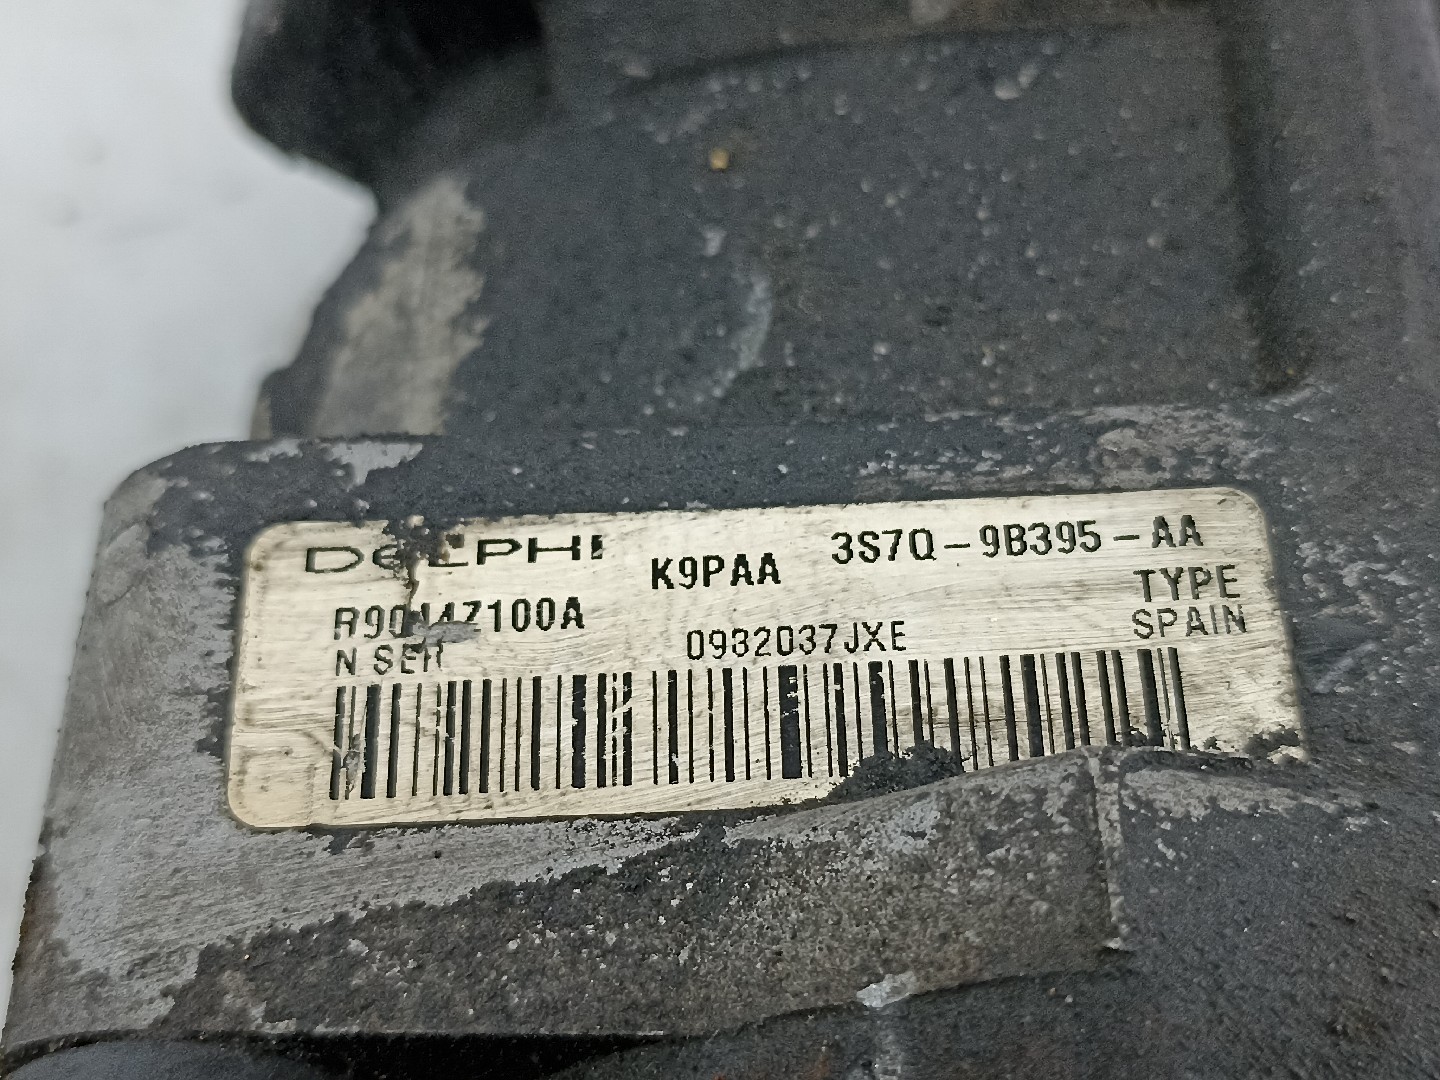 DELPHI K9PAA 3S7Q-9B395-AA
TYPE
N SER 0932037JXE SPAIN